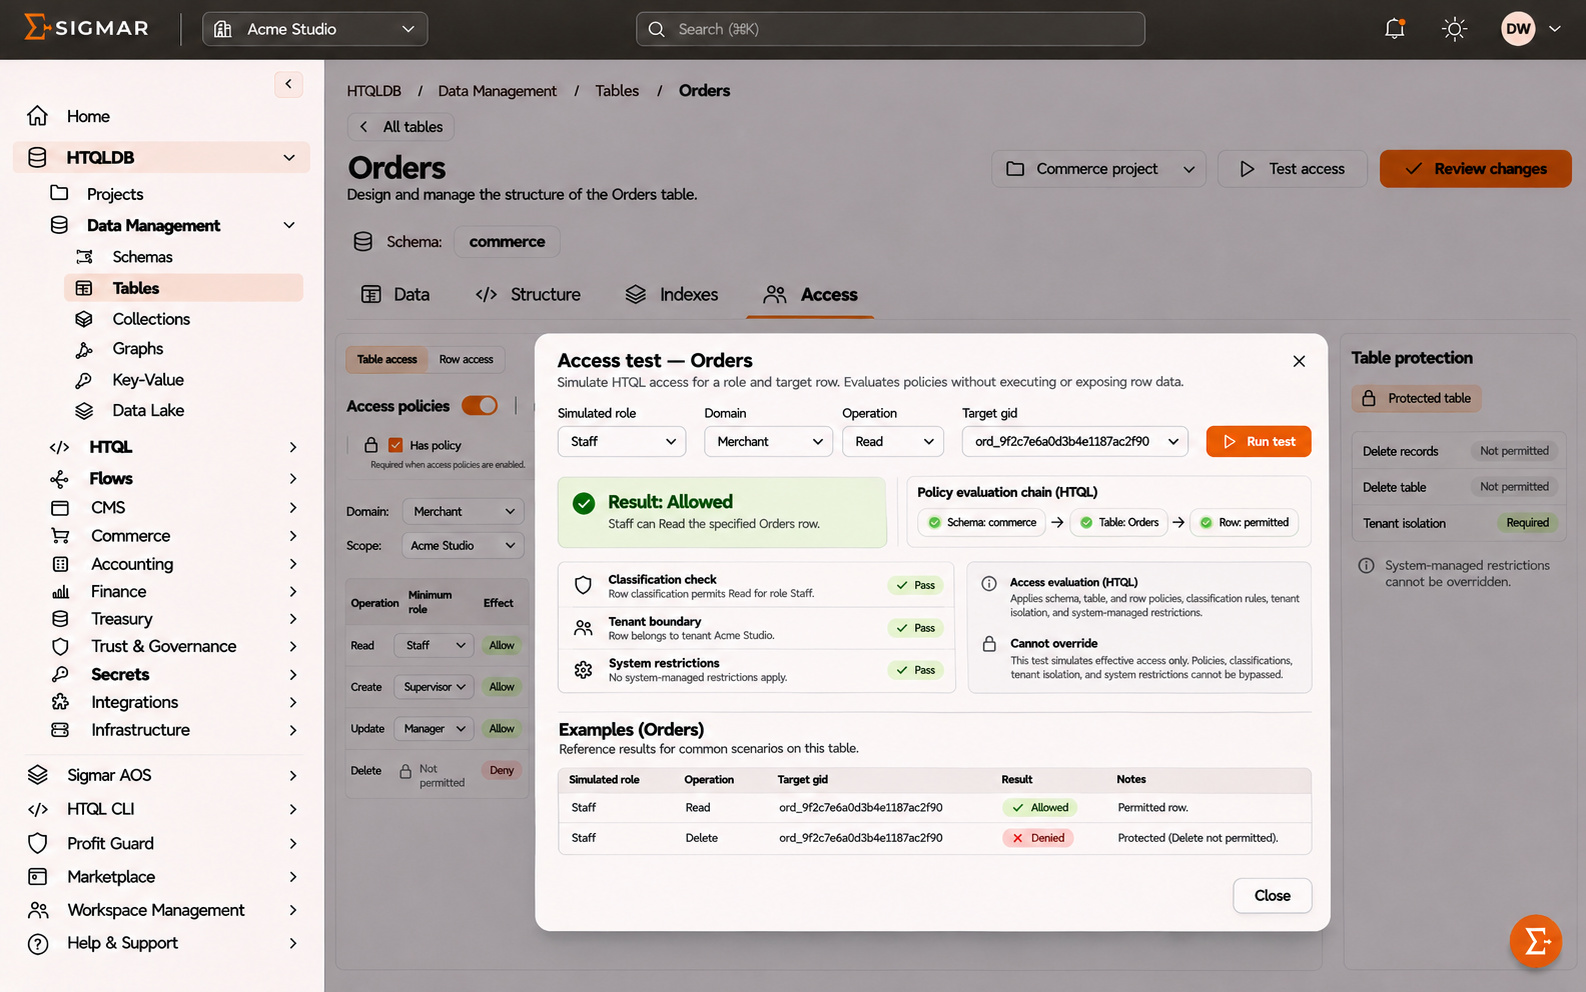 SIGMAR
Acme Studio
Search (⌘K)
DW
Home
HTQLDB
Projects
Data Management
Schemas
Tables
Collections
Graphs
Key-Value
Data Lake
HTQL
Flows
CMS
Commerce
Accounting
Finance
Treasury
Trust & Governance
Secrets
Integrations
Infrastructure
Sigmar AOS
HTQL CLI
Profit Guard
Marketplace
Workspace Management
Help & Support
HTQLDB / Data Management / Tables / Orders
All tables
Orders
Design and manage the structure of the Orders table.
Commerce project
Test access
Review changes
Schema: commerce
Data
Structure
Indexes
Access
Table access
Row access
Access policies
Has policy
Required when access policies are enabled.
Domain: Merchant
Scope: Acme Studio
Operation Minimum role Effect
Read Staff Allow
Create Supervisor Allow
Update Manager Allow
Delete Not permitted Deny
Access test — Orders
Simulate HTQL access for a role and target row. Evaluates policies without executing or exposing row data.
Simulated role Domain Operation Target gid
Staff Merchant Read ord_9f2c7e6a0d3b4e1187ac2f90 Run test
Result: Allowed
Staff can Read the specified Orders row.
Policy evaluation chain (HTQL)
Schema: commerce → Table: Orders → Row: permitted
Classification check
Row classification permits Read for role Staff.
Pass
Tenant boundary
Row belongs to tenant Acme Studio.
Pass
System restrictions
No system-managed restrictions apply.
Pass
Access evaluation (HTQL)
Applies schema, table, and row policies, classification rules, tenant
isolation, and system-managed restrictions.
Cannot override
This test simulates effective access only. Policies, classifications,
tenant isolation, and system restrictions cannot be bypassed.
Examples (Orders)
Reference results for common scenarios on this table.
Simulated role Operation Target gid Result Notes
Staff Read ord_9f2c7e6a0d3b4e1187ac2f90 Allowed Permitted row.
Staff Delete ord_9f2c7e6a0d3b4e1187ac2f90 Denied Protected (Delete not permitted).
Close
Table protection
Protected table
Delete records Not permitted
Delete table Not permitted
Tenant isolation Required
System-managed restrictions
cannot be overridden.